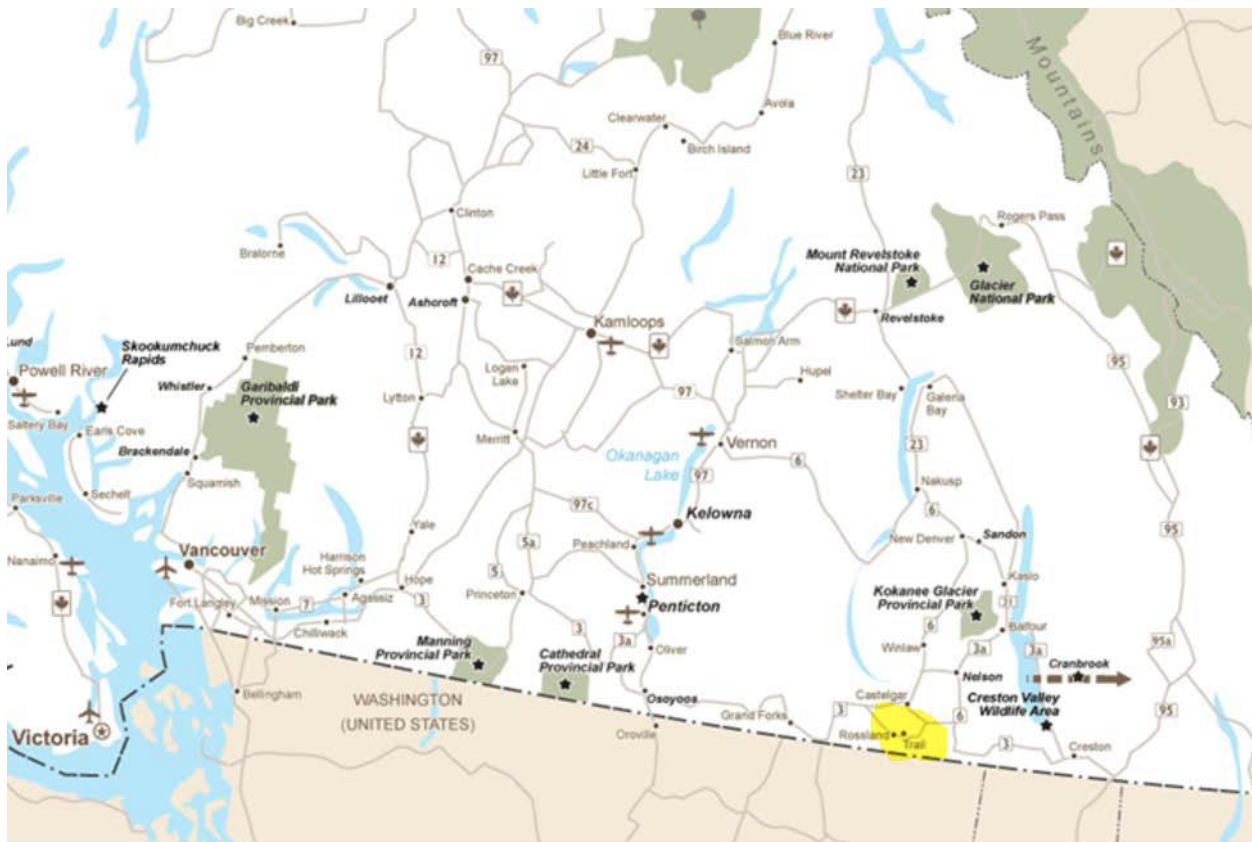 Big Creek
97
Blue River
Mountains
Avola
Clearwater
Birch Island
24
Little Fort
23
Clinton
Rogers Pass
Bralorne
12
Cache Creek
Mount Revelstoke
National Park
Glacier
National Park
Lillooet
Ashcroft
Kamloops
Revelstoke
Skookumchuck
Rapids
Pemberton
12
Salmon Arm
95
Lund
Powell River
Whistler
Garibaldi
Provincial Park
Logan
Lake
Hupel
97
Shelter Bay
Galena
Bay
93
Lytton
Saltery Bay
Earls Cove
Merritt
Vernon
23
Brackendale
Okanagan
Lake
6
Squamish
97
Parksville
Sechelt
97c
Nakusp
6
Kelowna
95
Yale
5a
New Denver
Sandon
Nanaimo
Vancouver
Harrison
Hot Springs
Peachland
5
Summerland
Kaslo
31
Hope
Fort Langley
Mission
7
Agassiz
3
Princeton
Penticton
Kokanee Glacier
Provincial Park
Chilliwack
3
3a
6
Balfour
95a
Manning
Provincial Park
Cathedral
Provincial Park
Oliver
Winlaw
3a
3a
Cranbrook
Nelson
Bellingham
WASHINGTON
(UNITED STATES)
Osoyoos
Castelgar
Creston Valley
Wildlife Area
Grand Forks
3
6
95
Victoria
Oroville
Rossland
Trail
3
Creston